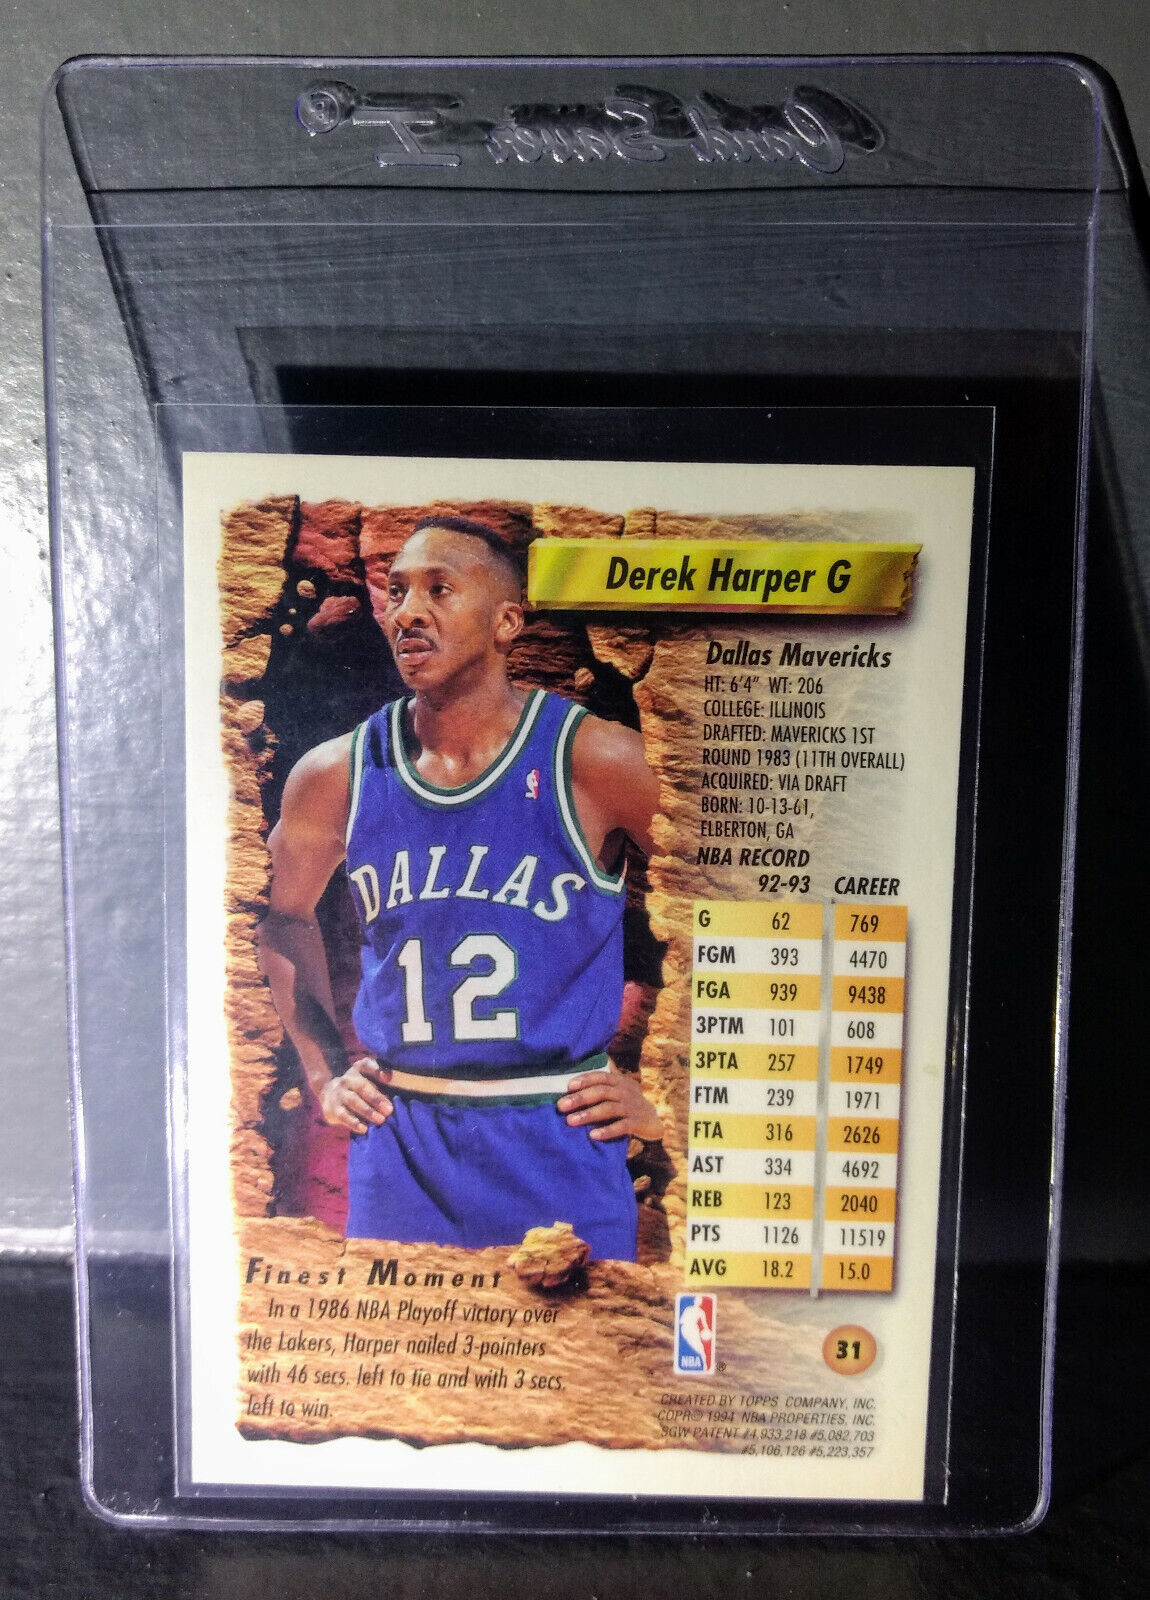 Card Saver I®
Derek Harper G
Dallas Mavericks
HT: 6'4" WT: 206
COLLEGE: ILLINOIS
DRAFTED: MAVERICKS 1ST
ROUND 1983 (11TH OVERALL)
ACQUIRED: VIA DRAFT
BORN: 10-13-61,
ELBERTON, GA
NBA RECORD
92-93 CAREER
G 62 769
FGM 393 4470
FGA 939 9438
3PTM 101 608
3PTA 257 1749
FTM 239 1971
FTA 316 2626
AST 334 4692
REB 123 2040
PTS 1126 11519
AVG 18.2 15.0
DALLAS
12
Finest Moment
In a 1986 NBA Playoff victory over
the Lakers, Harper nailed 3-pointers
with 46 secs. left to tie and with 3 secs.
left to win.
NBA ®
31
CREATED BY TOPPS COMPANY, INC.
COPR© 1994 NBA PROPERTIES, INC.
SGW PATENT #4,933,218 #5,082,703
#5,106,126 #5,223,357